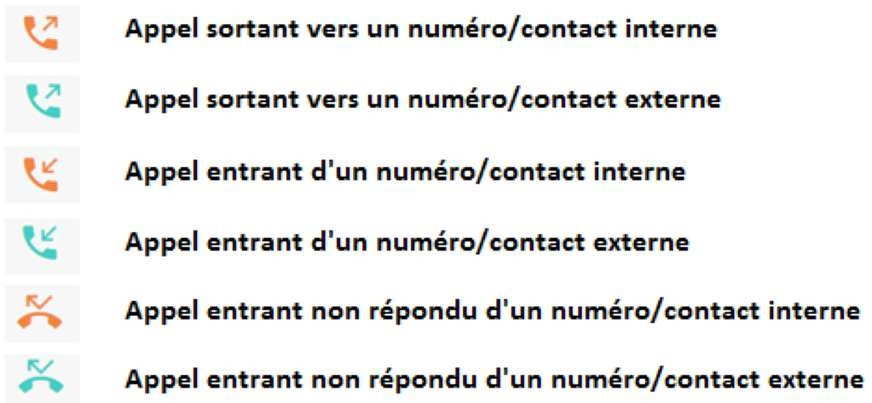 Appel sortant vers un numéro/contact interne
Appel sortant vers un numéro/contact externe
Appel entrant d'un numéro/contact interne
Appel entrant d'un numéro/contact externe
Appel entrant non répondu d'un numéro/contact interne
Appel entrant non répondu d'un numéro/contact externe